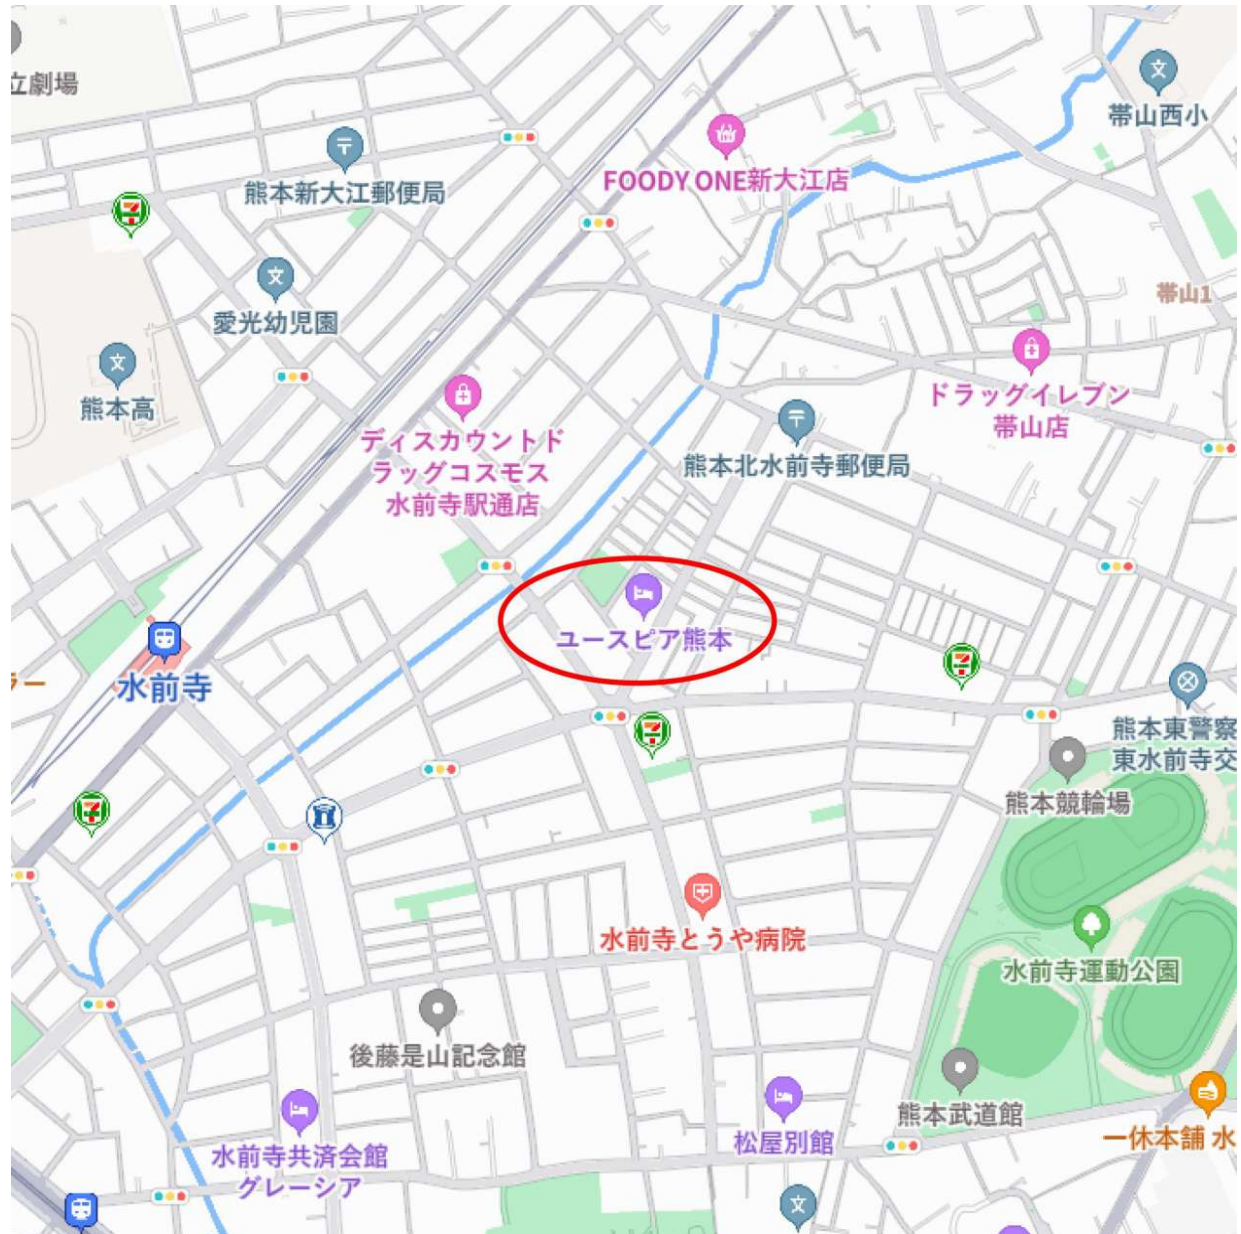 立劇場
帯山西小
熊本新大江郵便局
FOODY ONE新大江店
愛光幼児園
帯山1
熊本高
ドラッグイレブン
帯山店
ディスカウントド
ラッグコスモス
水前寺駅通店
熊本北水前寺郵便局
ユースピア熊本
水前寺
ラー
熊本東警察
東水前寺交
熊本競輪場
水前寺とうや病院
水前寺運動公園
後藤是山記念館
熊本武道館
松屋別館
一休本舗 水
水前寺共済会館
グレーシア